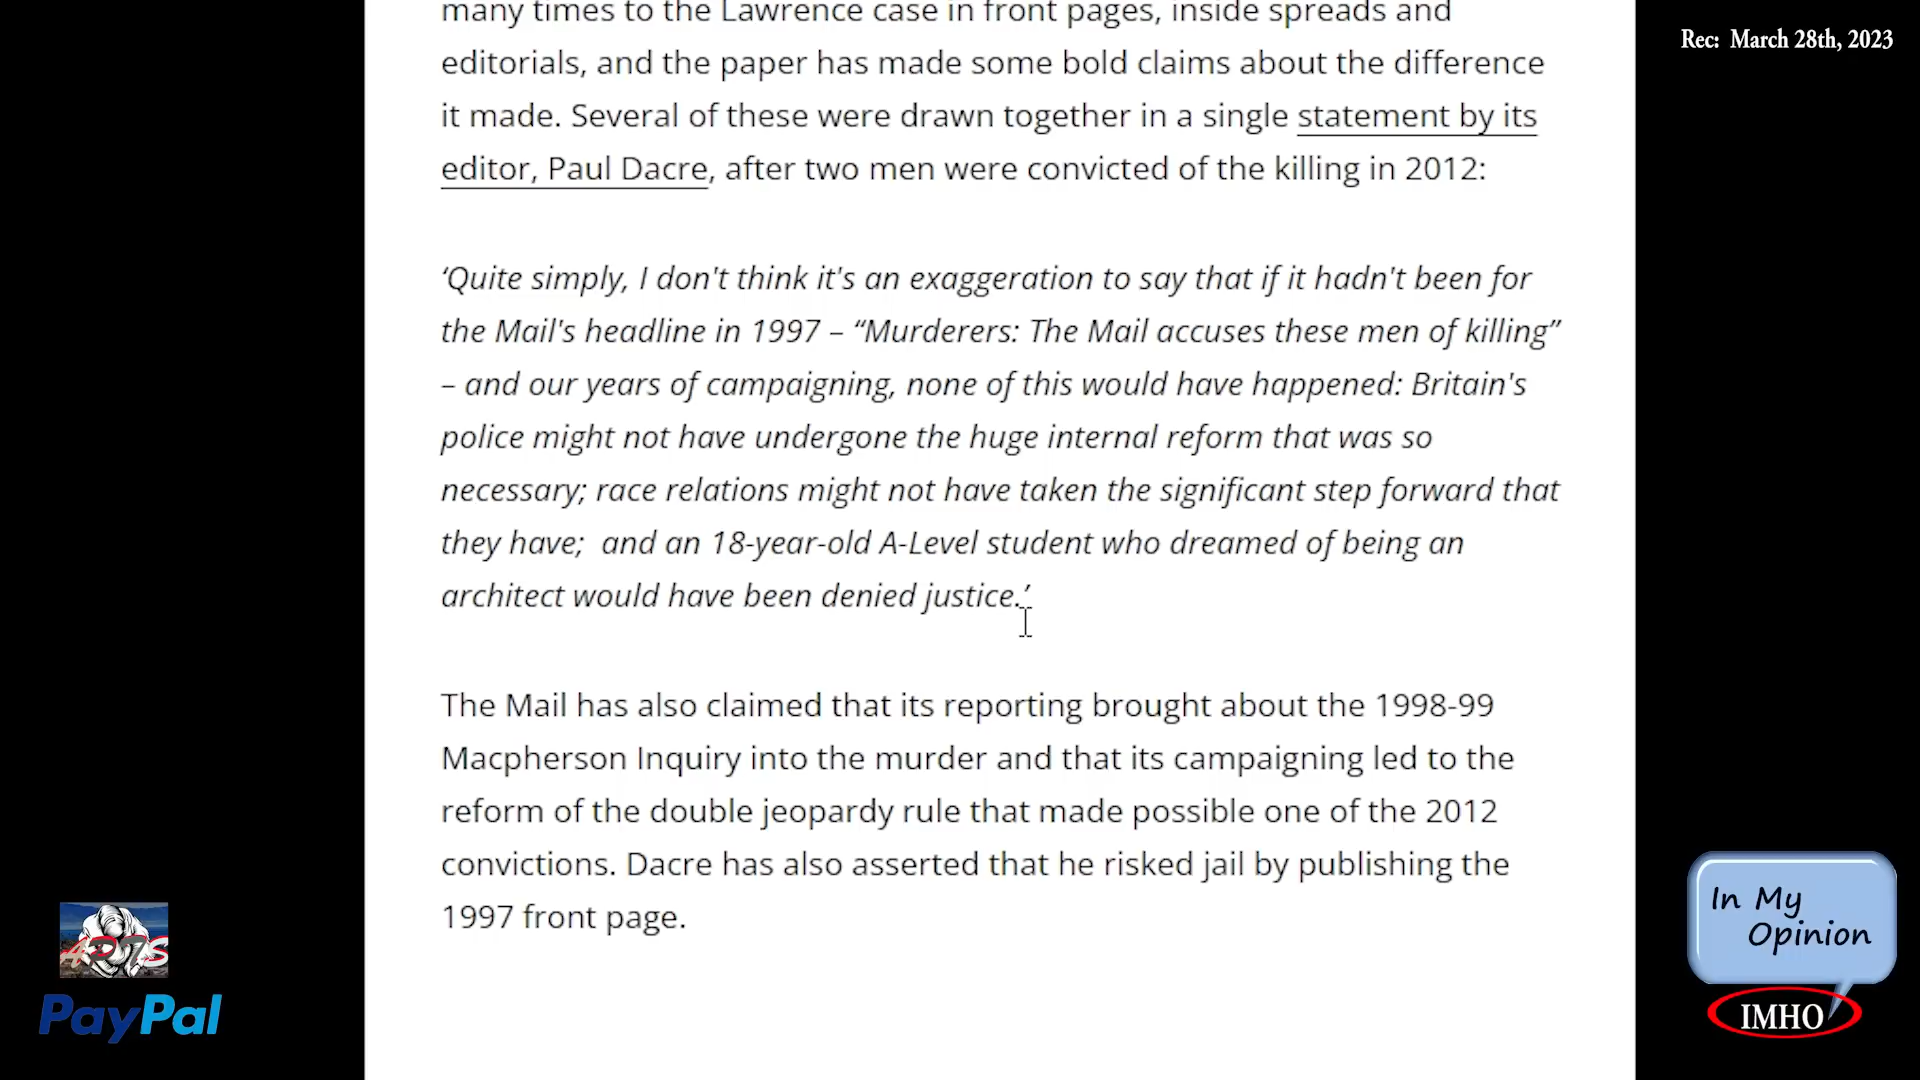 many times to the Lawrence case in front pages, inside spreads and
editorials, and the paper has made some bold claims about the difference
it made. Several of these were drawn together in a single statement by its
editor, Paul Dacre, after two men were convicted of the killing in 2012:
‘Quite simply, I don't think it's an exaggeration to say that if it hadn't been for
the Mail's headline in 1997 – “Murderers: The Mail accuses these men of killing”
– and our years of campaigning, none of this would have happened: Britain's
police might not have undergone the huge internal reform that was so
necessary; race relations might not have taken the significant step forward that
they have;  and an 18-year-old A-Level student who dreamed of being an
architect would have been denied justice.’
The Mail has also claimed that its reporting brought about the 1998-99
Macpherson Inquiry into the murder and that its campaigning led to the
reform of the double jeopardy rule that made possible one of the 2012
convictions. Dacre has also asserted that he risked jail by publishing the
1997 front page.
Rec: March 28th, 2023
PayPal
In My
Opinion
IMHO